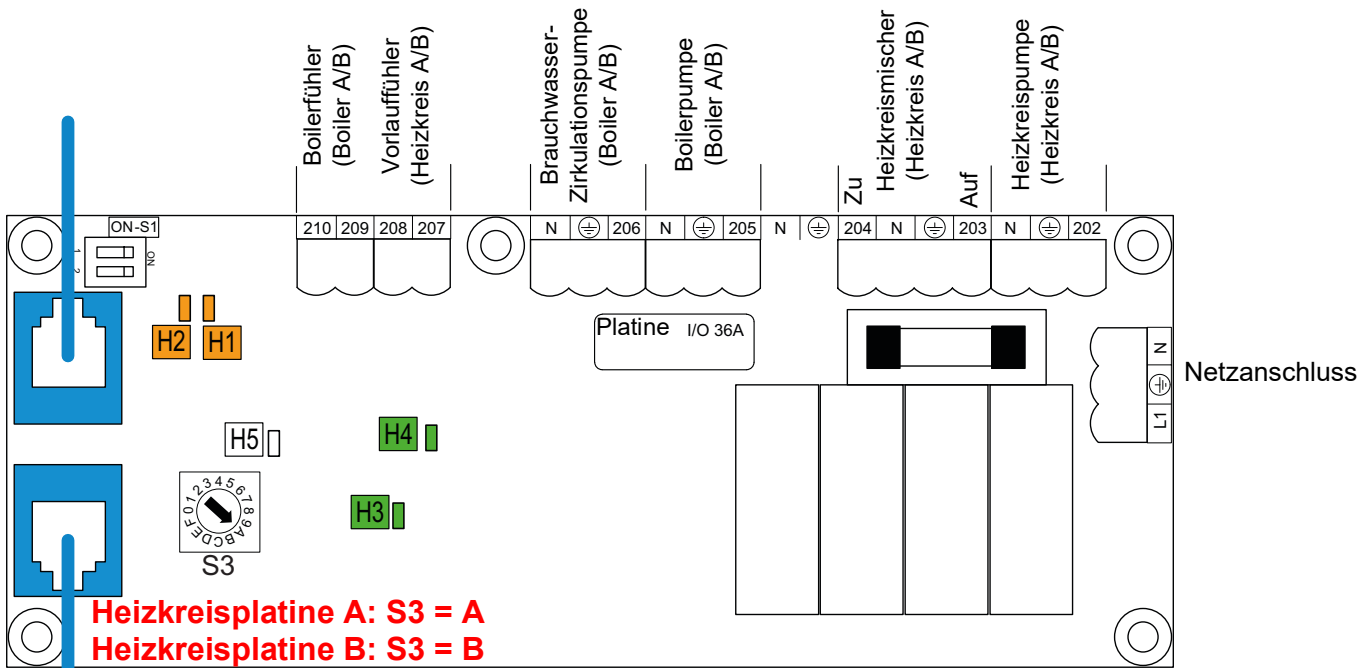 Boilerfühler
(Boiler A/B)
Vorlauffühler
(Heizkreis A/B)
Brauchwasser-
Zirkulationspumpe
(Boiler A/B)
Boilerpumpe
(Boiler A/B)
Zu
Heizkreismischer
(Heizkreis A/B)
Auf
Heizkreispumpe
(Heizkreis A/B)
ON-S1
1
2
ON
210 209 208 207
N 206 N 205 N 204 N 203 N 202
H2 H1
Platine I/O 36A
N
L1
Netzanschluss
H5
H4
H3
0123456789ABCDEF
S3
Heizkreisplatine A: S3 = A
Heizkreisplatine B: S3 = B